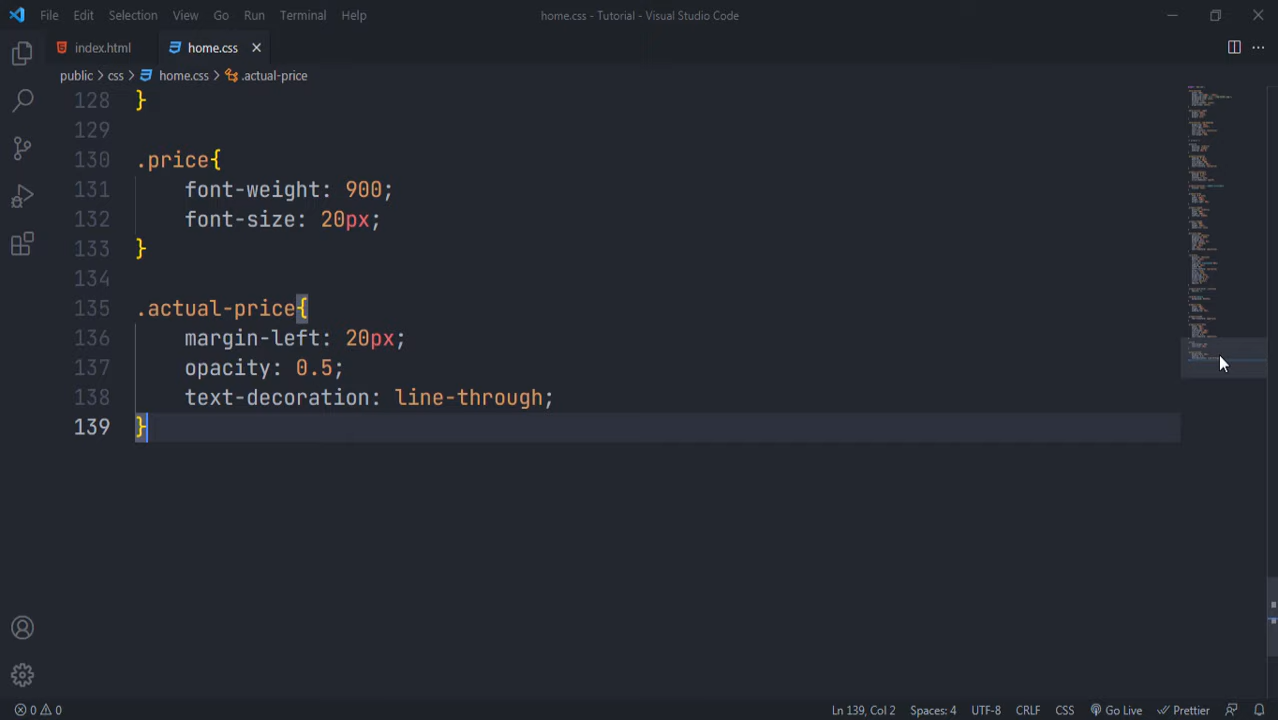 File Edit Selection View Go Run Terminal Help home.css - Tutorial - Visual Studio Code
index.html home.css
public > css > home.css > .actual-price
128 }
129
130 .price{
131 font-weight: 900;
132 font-size: 20px;
133 }
134
135 .actual-price{
136 margin-left: 20px;
137 opacity: 0.5;
138 text-decoration: line-through;
139 }
0 0 Ln 139, Col 2 Spaces: 4 UTF-8 CRLF CSS Go Live Prettier